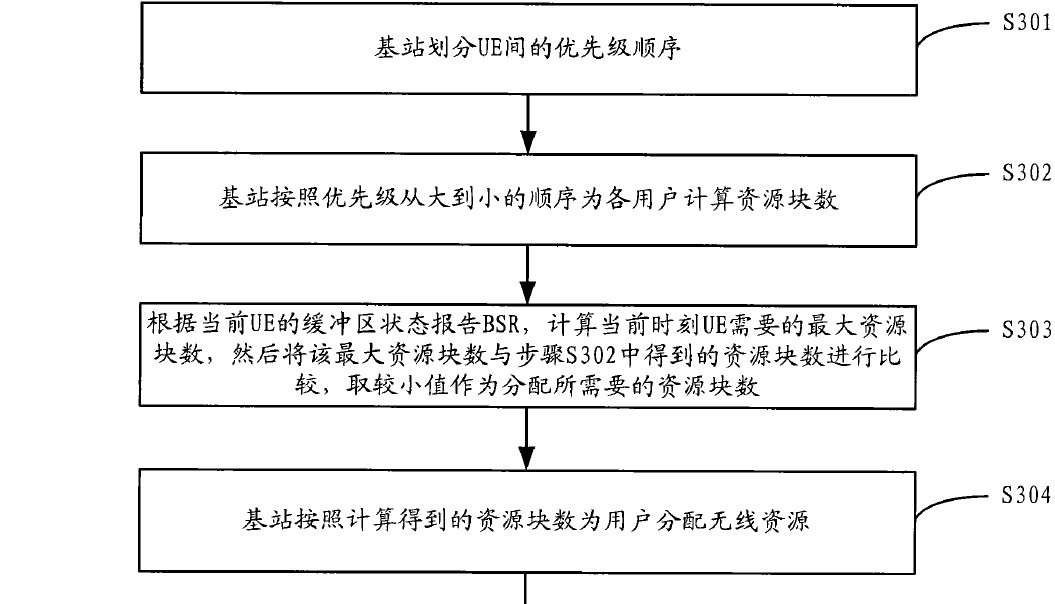 基站划分UE间的优先级顺序
S301
基站按照优先级从大到小的顺序为各用户计算资源块数
S302
根据当前UE的缓冲区状态报告BSR，计算当前时刻UE需要的最大资源
块数，然后将该最大资源块数与步骤S302中得到的资源块数进行比
较，取较小值作为分配所需要的资源块数
S303
基站按照计算得到的资源块数为用户分配无线资源
S304